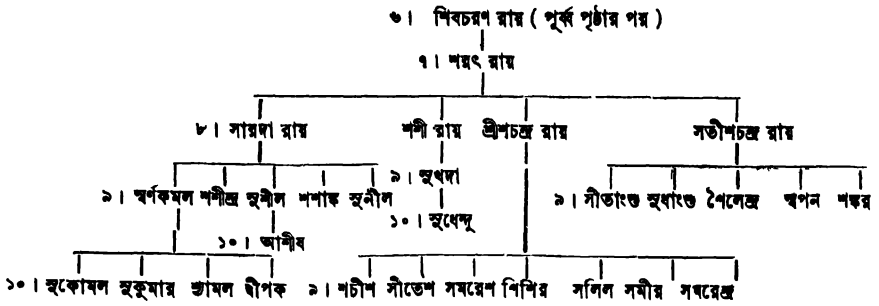 ৬। শিবচরণ রায় ( পূর্ব্ব পৃষ্ঠার পর )
৭। শরৎ রায়
৮। সারদা রায় শশী রায় শ্রীশচন্দ্র রায় সতীশচন্দ্র রায়
৯। স্বর্ণকমল শশীন্দ্র সুশীল শশাঙ্ক সুনীল ৯। সুখদা ৯। সীতাংশু সুধাংশু শৈলেন্দ্র স্বপন শঙ্কর
১০। আশীষ ১০। সুধেন্দু
১০। সুকোমল সুকুমার শ্যামল দীপক ৯। শচীশ সীতেশ সমরেশ শিশির সলিল সমীর সমরেন্দ্র